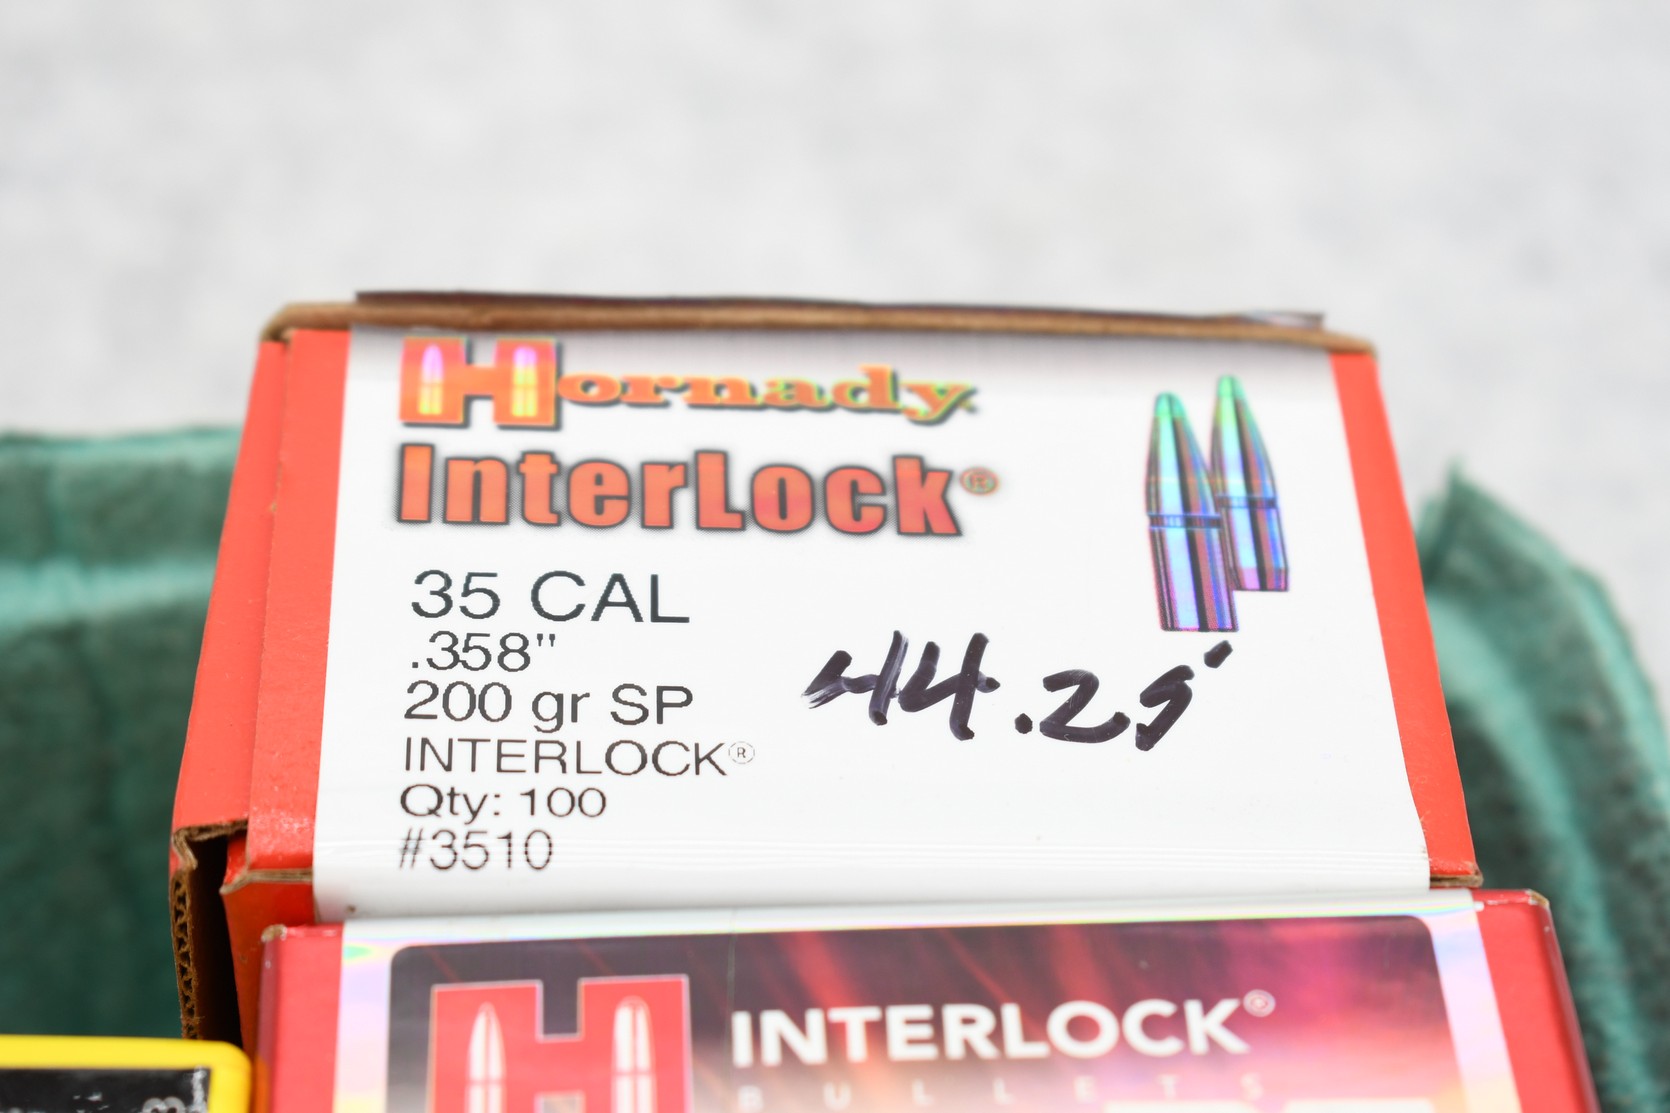 Hornady
InterLock®
35 CAL
.358"
200 gr SP
INTERLOCK®
Qty: 100
#3510
44.25
INTERLOCK®
BULLETS